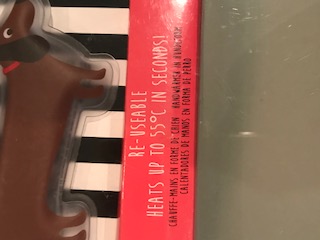 RE-USEABLE
HEATS UP TO 55°C IN SECONDS!
CHAUFFE-MAINS EN FORME DE CHIEN HANDWÄRMER IN HUNDEFORM
CALENTADORES DE MANOS EN FORMA DE PERRO